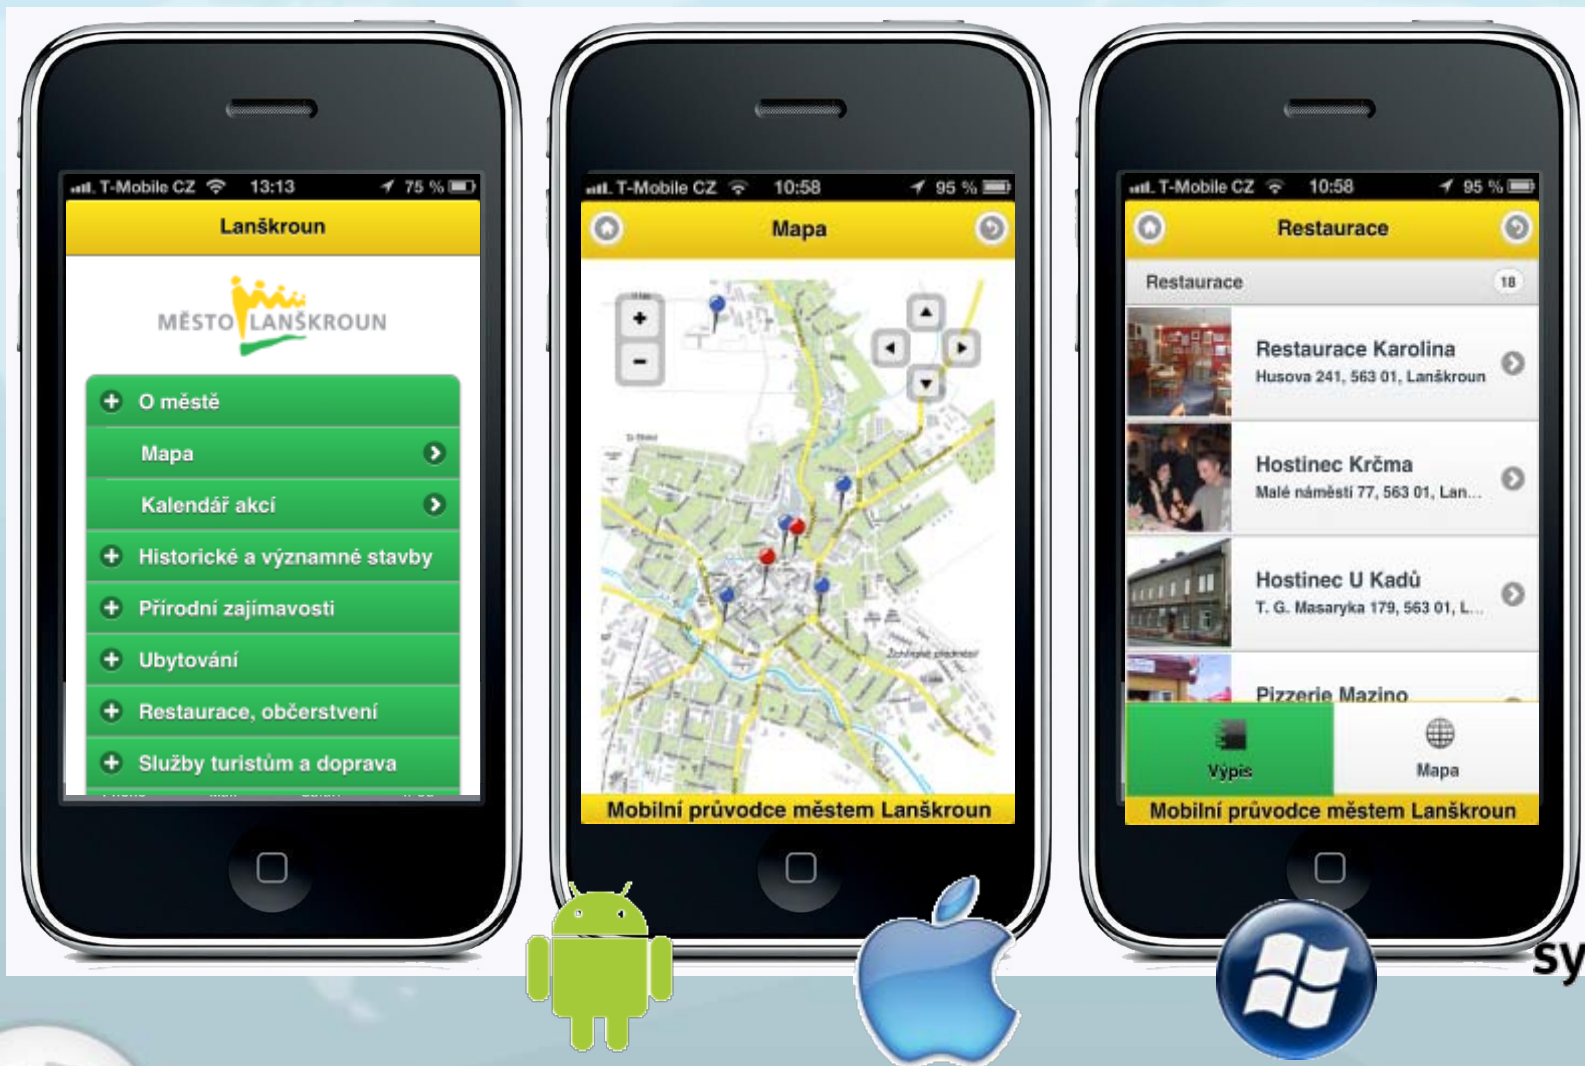 T-Mobile CZ 13:13 75 %
Lanškroun
MĚSTO LANŠKROUN
O městě
Mapa
Kalendář akcí
Historické a významné stavby
Přírodní zajímavosti
Ubytování
Restaurace, občerstvení
Služby turistům a doprava
T-Mobile CZ 10:58 95 %
Mapa
+
-
Žichlínské předměstí
Mobilní průvodce městem Lanškroun
T-Mobile CZ 10:58 95 %
Restaurace
Restaurace 18
Restaurace Karolina
Husova 241, 563 01, Lanškroun
Hostinec Krčma
Malé náměstí 77, 563 01, Lan...
Hostinec U Kadů
T. G. Masaryka 179, 563 01, L...
Pizzerie Mazino
Výpis
Mapa
Mobilní průvodce městem Lanškroun
sy